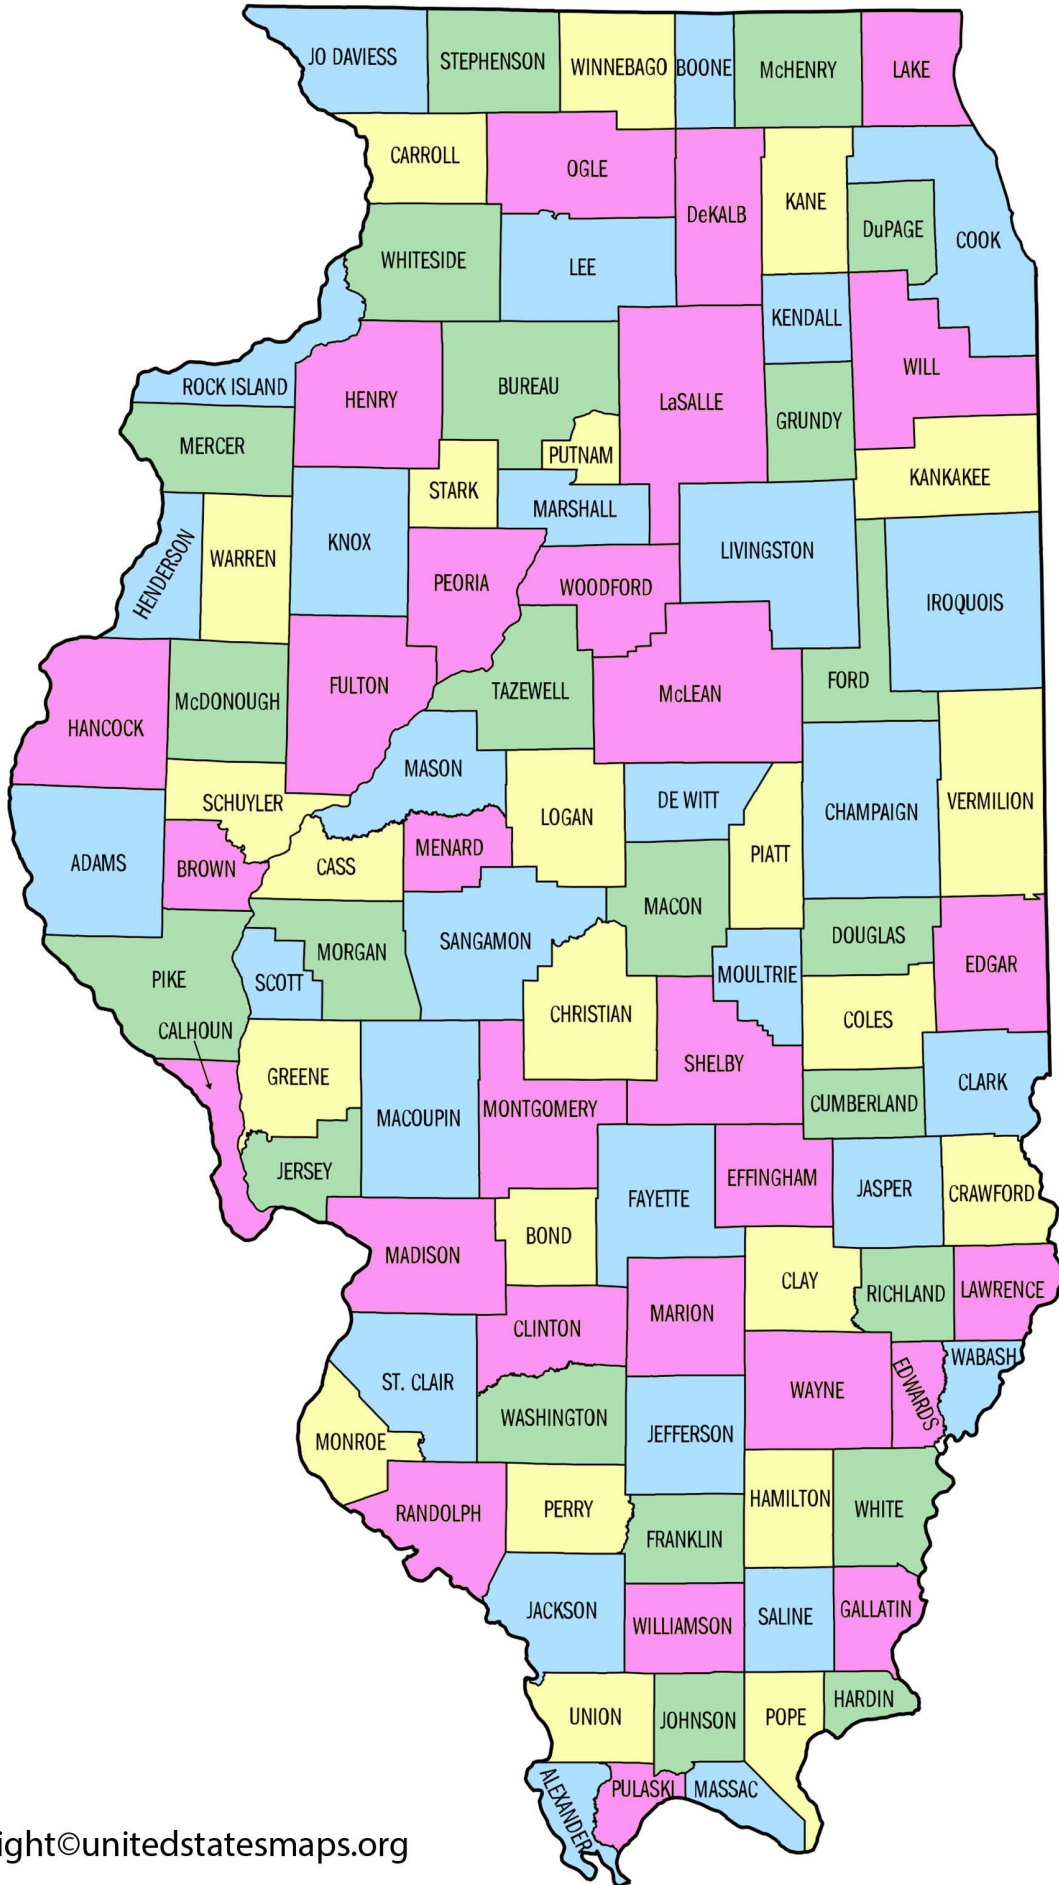 JO DAVIESS
STEPHENSON
WINNEBAGO
BOONE
McHENRY
LAKE
CARROLL
OGLE
DeKALB
KANE
DuPAGE
COOK
WHITESIDE
LEE
KENDALL
WILL
ROCK ISLAND
HENRY
BUREAU
LaSALLE
GRUNDY
MERCER
PUTNAM
KANKAKEE
STARK
MARSHALL
HENDERSON
WARREN
KNOX
LIVINGSTON
PEORIA
WOODFORD
IROQUOIS
HANCOCK
McDONOUGH
FULTON
TAZEWELL
McLEAN
FORD
MASON
SCHUYLER
LOGAN
DE WITT
CHAMPAIGN
VERMILION
ADAMS
BROWN
CASS
MENARD
PIATT
MACON
SANGAMON
MORGAN
DOUGLAS
PIKE
SCOTT
MOULTRIE
EDGAR
CALHOUN
CHRISTIAN
COLES
GREENE
SHELBY
CLARK
MACOUPIN
MONTGOMERY
CUMBERLAND
JERSEY
FAYETTE
EFFINGHAM
JASPER
CRAWFORD
MADISON
BOND
CLAY
RICHLAND
LAWRENCE
MARION
CLINTON
WABASH
ST. CLAIR
WAYNE
EDWARDS
WASHINGTON
JEFFERSON
MONROE
RANDOLPH
PERRY
HAMILTON
WHITE
FRANKLIN
JACKSON
WILLIAMSON
SALINE
GALLATIN
UNION
JOHNSON
POPE
HARDIN
ALEXANDER
PULASKI
MASSAC
ight©unitedstatesmaps.org